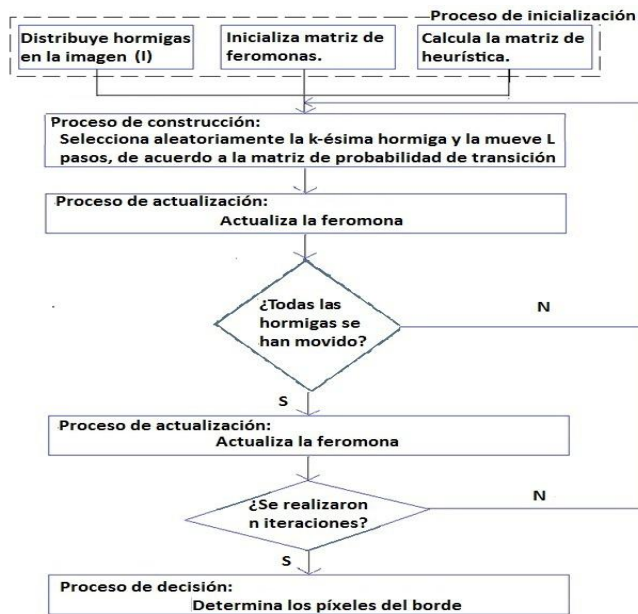 Proceso de inicialización
Distribuye hormigas
en la imagen (I)
Inicializa matriz de
feromonas.
Calcula la matriz de
heurística.
Proceso de construcción:
Selecciona aleatoriamente la k-ésima hormiga y la mueve L
pasos, de acuerdo a la matriz de probabilidad de transición
Proceso de actualización:
Actualiza la feromona
¿Todas las
hormigas se
han movido?
N
S
Proceso de actualización:
Actualiza la feromona
¿Se realizaron
n iteraciones?
N
S
Proceso de decisión:
Determina los píxeles del borde